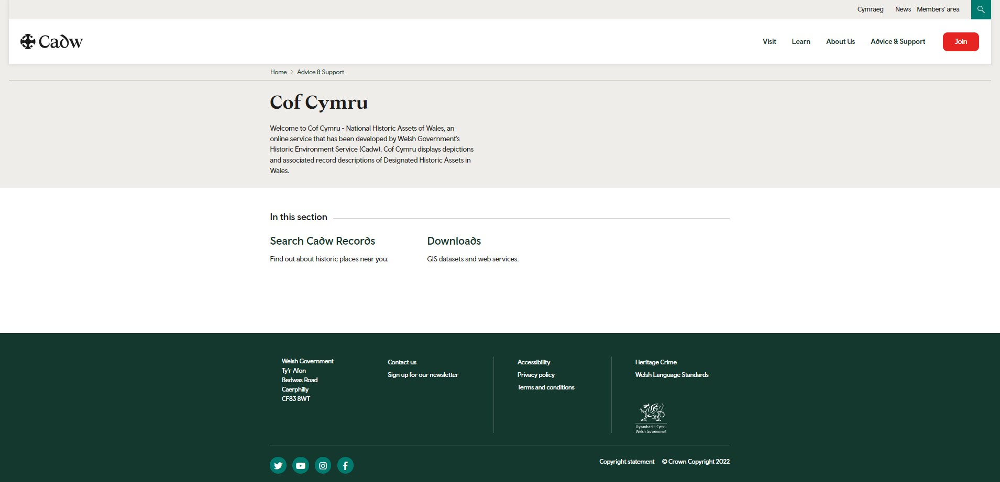 Cymraeg News Members' area
Cadw
Visit Learn About Us Advice & Support Join
Home > Advice & Support
Cof Cymru
Welcome to Cof Cymru - National Historic Assets of Wales, an
online service that has been developed by Welsh Government's
Historic Environment Service (Cadw). Cof Cymru displays depictions
and associated record descriptions of Designated Historic Assets in
Wales.
In this section
Search Cadw Records
Find out about historic places near you.
Downloads
GIS datasets and web services.
Welsh Government
Ty'r Afon
Bedwas Road
Caerphilly
CF83 8WT
Contact us
Sign up for our newsletter
Accessibility
Privacy policy
Terms and conditions
Heritage Crime
Welsh Language Standards
Llywodraeth Cymru
Welsh Government
Copyright statement © Crown Copyright 2022